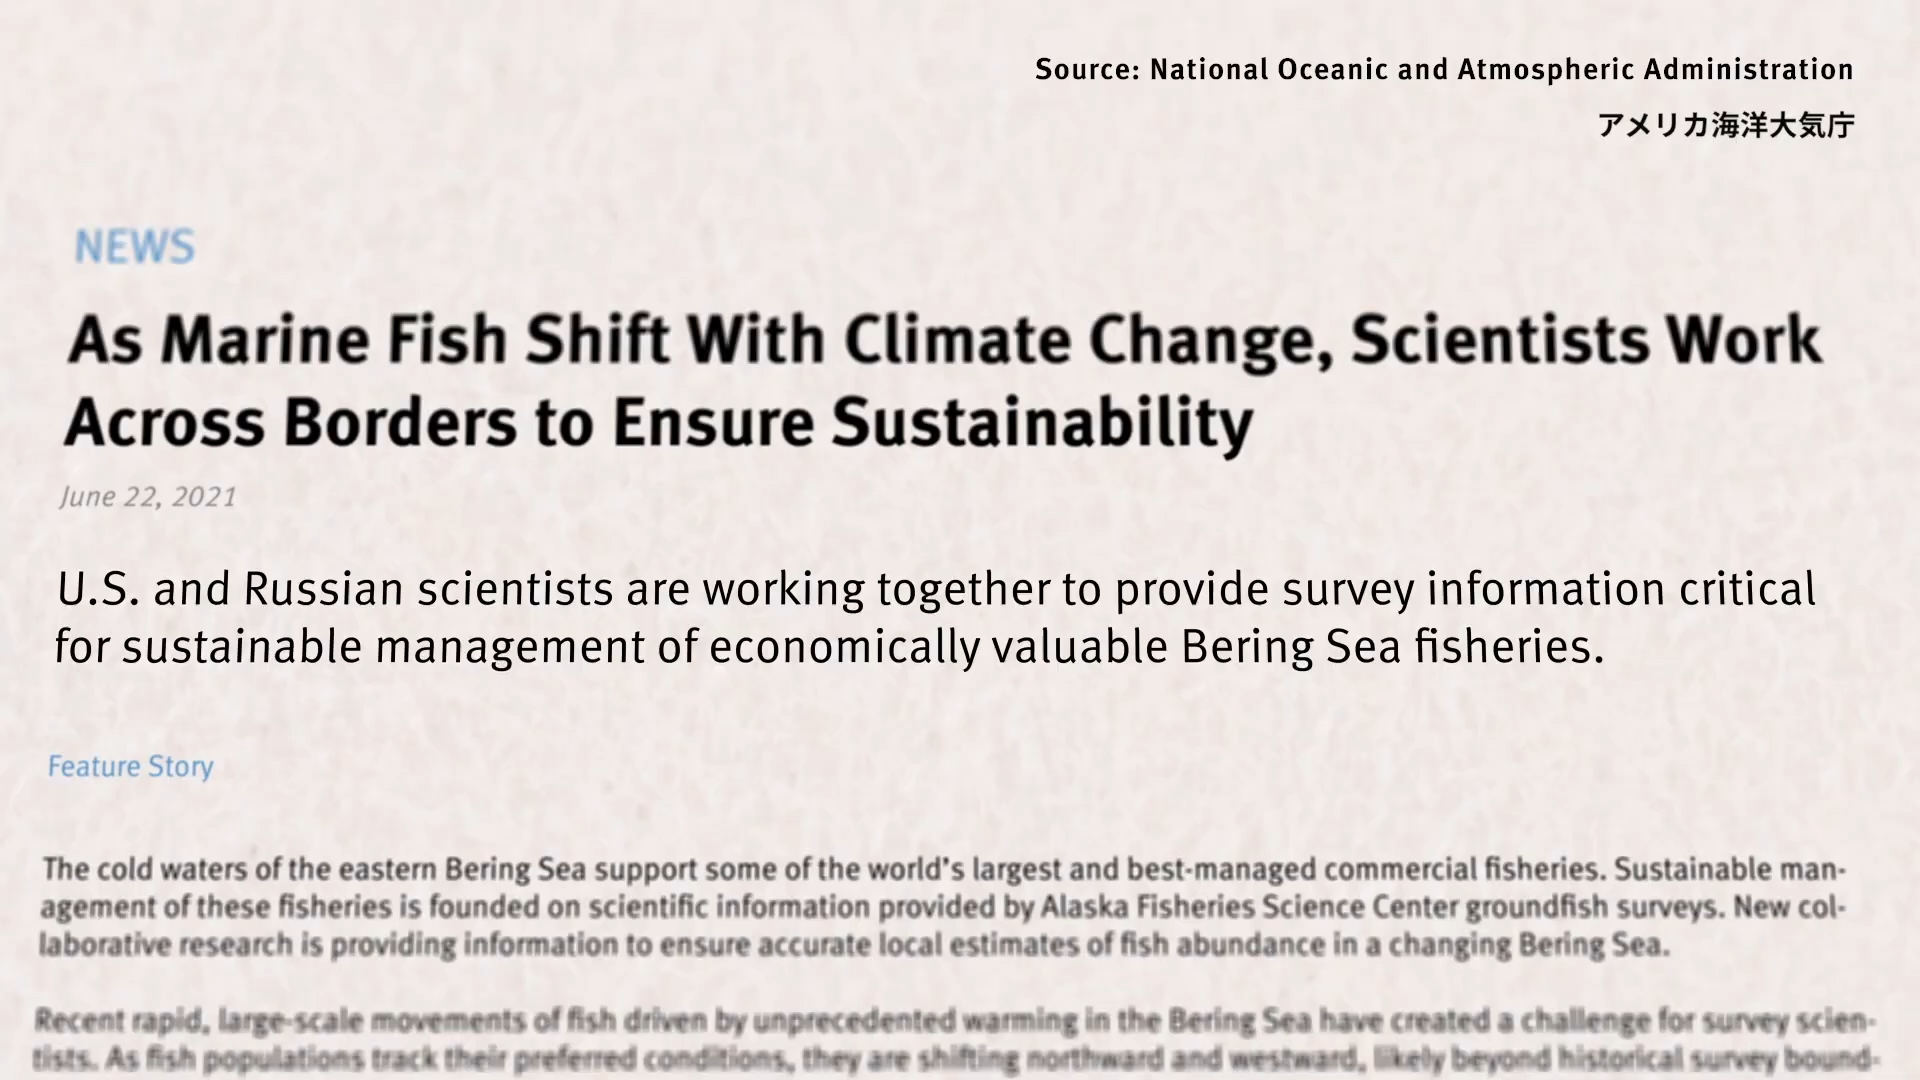 Source: National Oceanic and Atmospheric Administration
アメリカ海洋大気庁
NEWS
As Marine Fish Shift With Climate Change, Scientists Work
Across Borders to Ensure Sustainability
June 22, 2021
U.S. and Russian scientists are working together to provide survey information critical
for sustainable management of economically valuable Bering Sea fisheries.
Feature Story
The cold waters of the eastern Bering Sea support some of the world's largest and best-managed commercial fisheries. Sustainable man-
agement of these fisheries is founded on scientific information provided by Alaska Fisheries Science Center groundfish surveys. New col-
laborative research is providing information to ensure accurate local estimates of fish abundance in a changing Bering Sea.
Recent rapid, large-scale movements of fish driven by unprecedented warming in the Bering Sea have created a challenge for survey scien-
tists. As fish populations track their preferred conditions, they are shifting northward and westward, likely beyond historical survey bound-